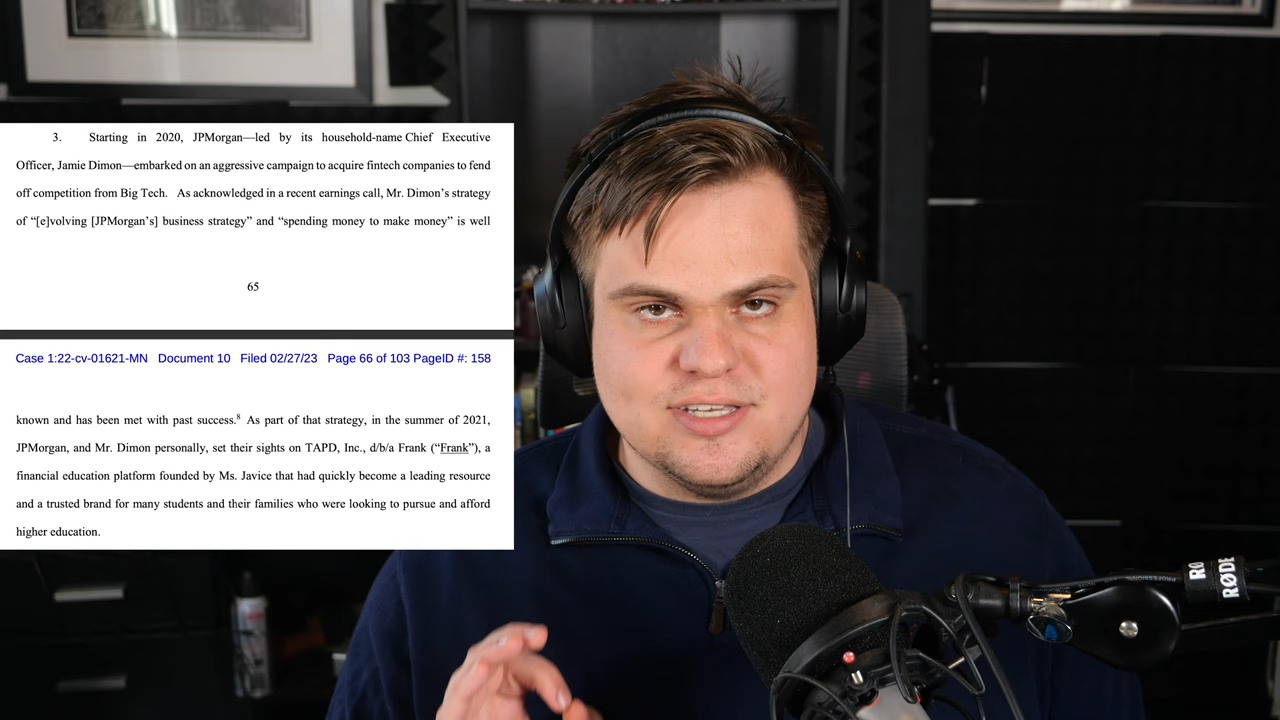 3. Starting in 2020, JPMorgan—led by its household-name Chief Executive
Officer, Jamie Dimon—embarked on an aggressive campaign to acquire fintech companies to fend
off competition from Big Tech. As acknowledged in a recent earnings call, Mr. Dimon’s strategy
of “[e]volving [JPMorgan’s] business strategy” and “spending money to make money” is well
65
Case 1:22-cv-01621-MN Document 10 Filed 02/27/23 Page 66 of 103 PageID #: 158
known and has been met with past success.8 As part of that strategy, in the summer of 2021,
JPMorgan, and Mr. Dimon personally, set their sights on TAPD, Inc., d/b/a Frank (“Frank”), a
financial education platform founded by Ms. Javice that had quickly become a leading resource
and a trusted brand for many students and their families who were looking to pursue and afford
higher education.
RØDE